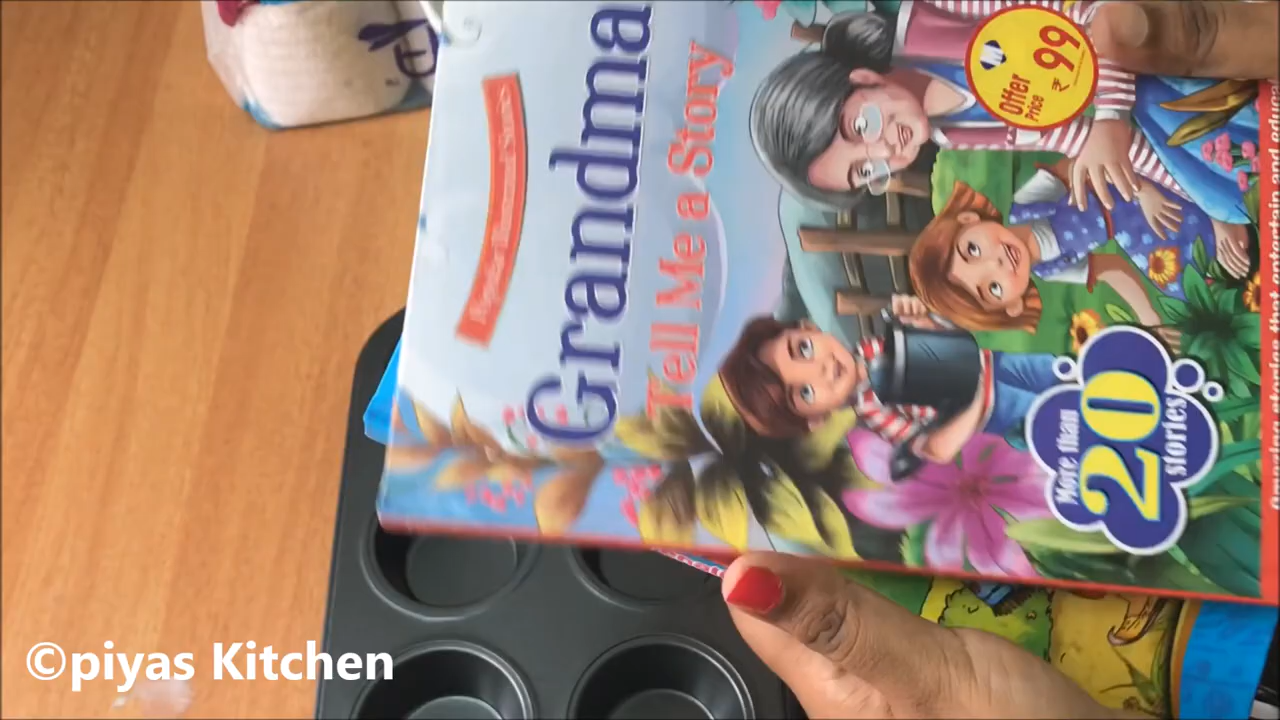 Grandma
Tell Me a Story
Offer
Price
₹ 99
More than
20
stories!
©piyas Kitchen